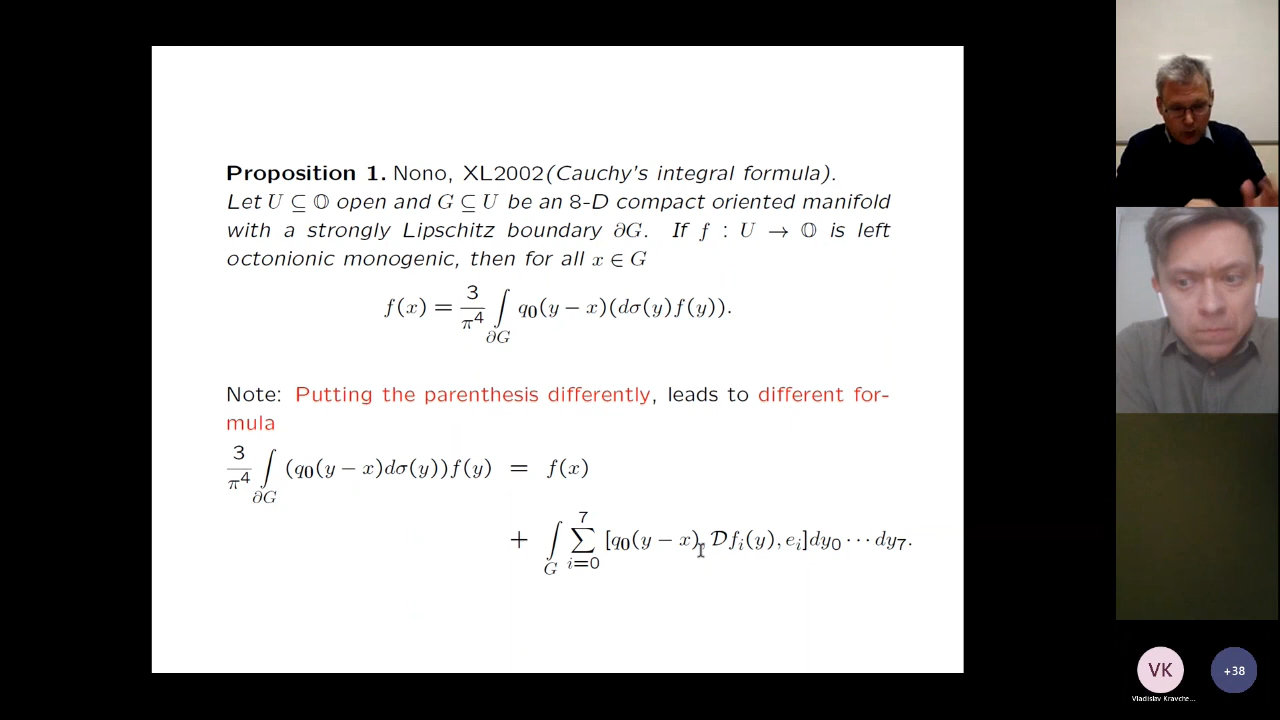 Proposition 1. Nono, XL2002(Cauchy's integral formula).
Let U ⊆ 𝕆 open and G ⊆ U be an 8-D compact oriented manifold
with a strongly Lipschitz boundary ∂G. If f : U → 𝕆 is left
octonionic monogenic, then for all x ∈ G
f(x) = 3/π⁴ ∫_{∂G} q₀(y − x)(dσ(y)f(y)).
Note: Putting the parenthesis differently, leads to different for-
mula
3/π⁴ ∫_{∂G} (q₀(y − x)dσ(y))f(y) = f(x)
+ ∫_G ∑_{i=0}^{7} [q₀(y − x), 𝒟f_i(y), e_i]dy₀ ⋯ dy₇.
VK
+38
Vladislav Kravche...